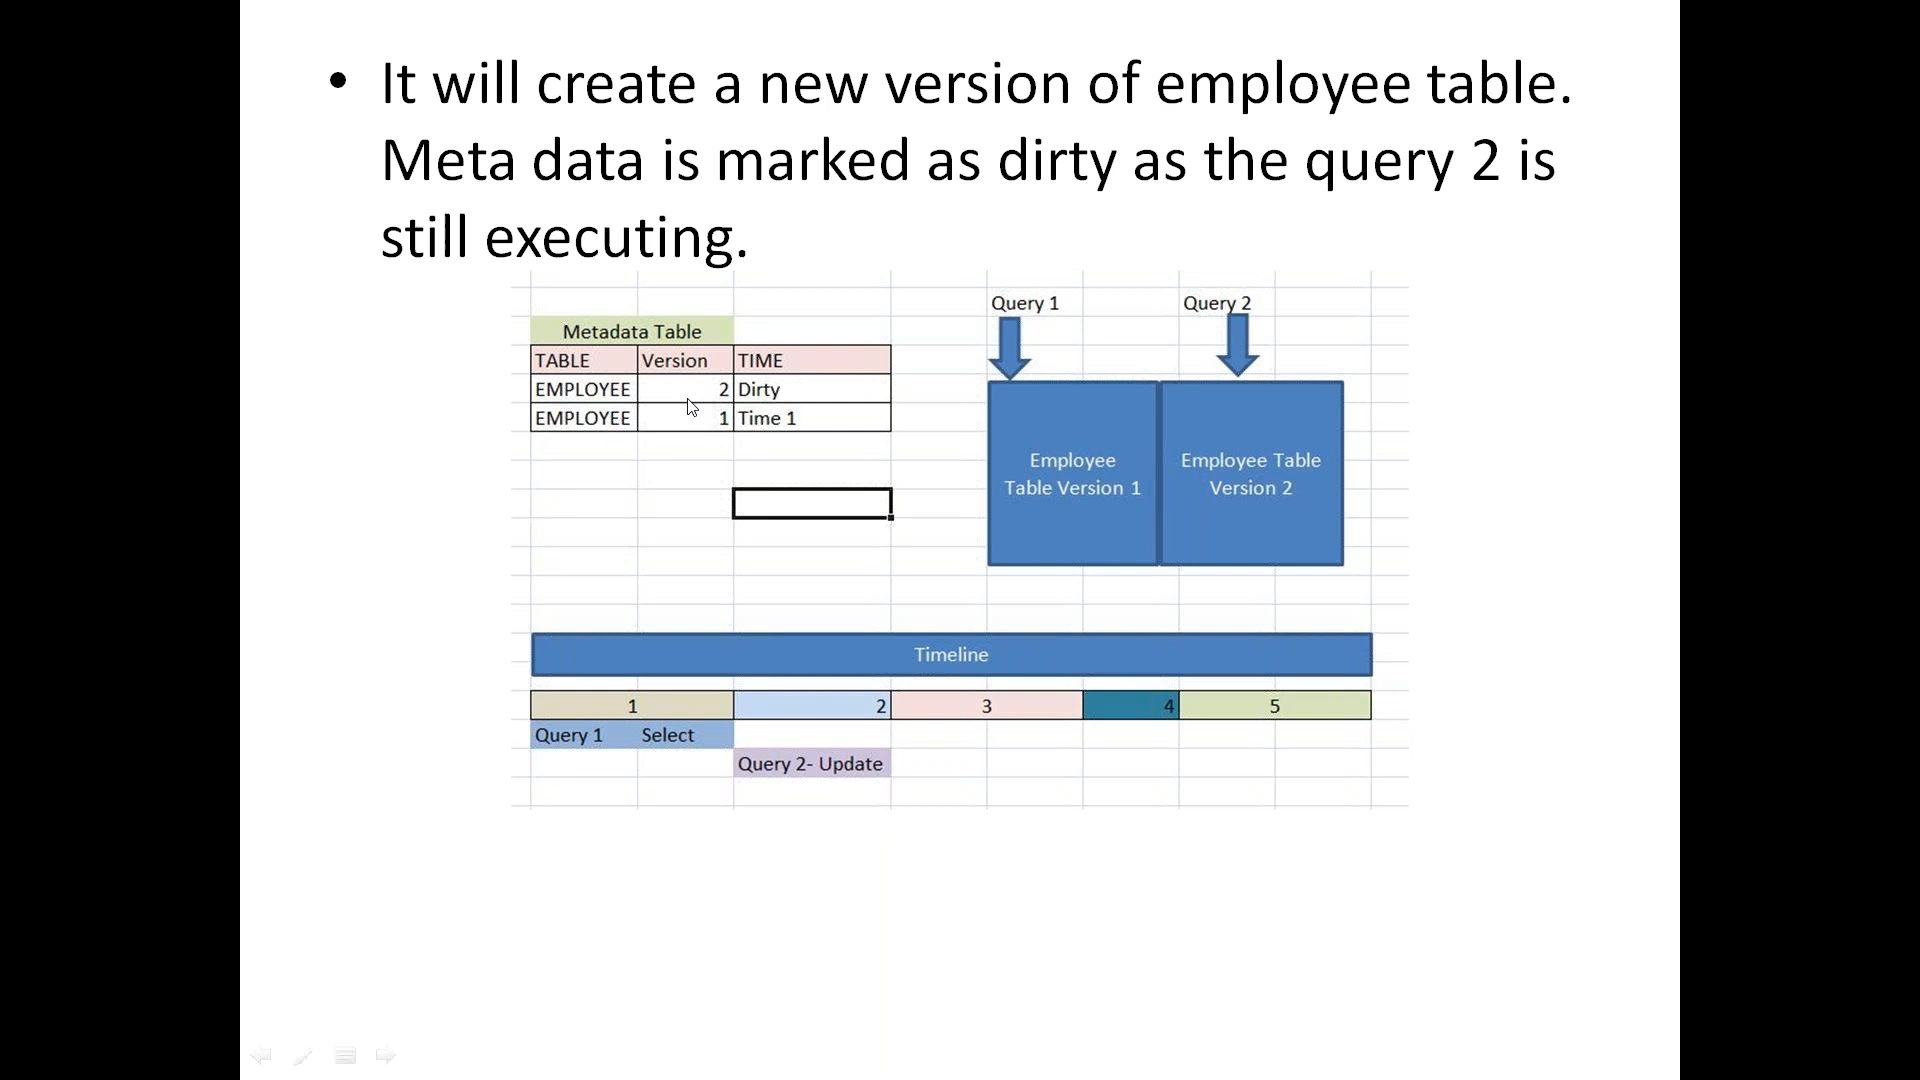 • It will create a new version of employee table.
Meta data is marked as dirty as the query 2 is
still executing.
Query 1 Query 2
Metadata Table
TABLE Version TIME
EMPLOYEE 2 Dirty
EMPLOYEE 1 Time 1
Employee
Table Version 1
Employee Table
Version 2
Timeline
1 2 3 4 5
Query 1 Select
Query 2- Update